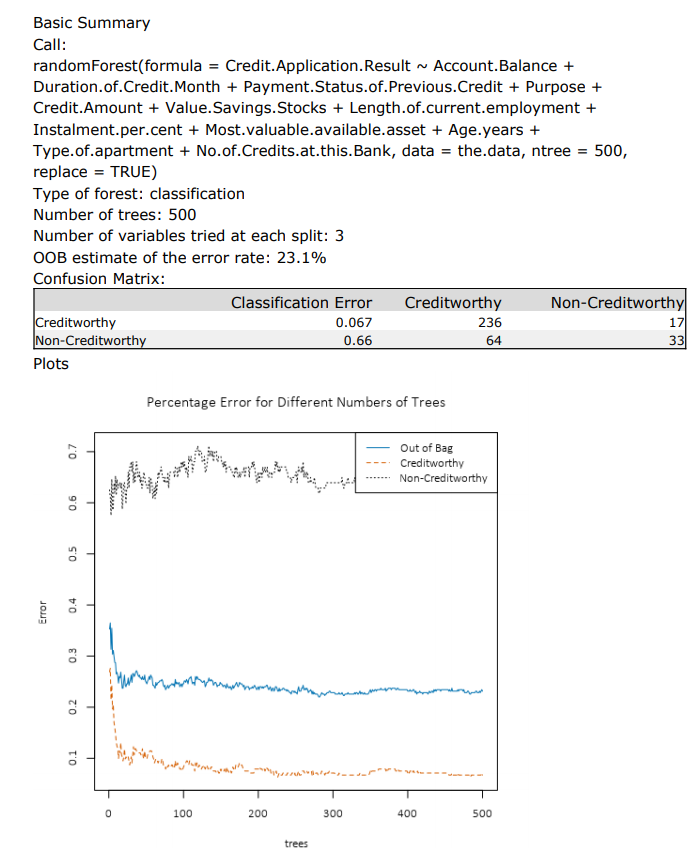 Basic Summary
Call:
randomForest(formula = Credit.Application.Result ~ Account.Balance +
Duration.of.Credit.Month + Payment.Status.of.Previous.Credit + Purpose +
Credit.Amount + Value.Savings.Stocks + Length.of.current.employment +
Instalment.per.cent + Most.valuable.available.asset + Age.years +
Type.of.apartment + No.of.Credits.at.this.Bank, data = the.data, ntree = 500,
replace = TRUE)
Type of forest: classification
Number of trees: 500
Number of variables tried at each split: 3
OOB estimate of the error rate: 23.1%
Confusion Matrix:
Classification Error Creditworthy Non-Creditworthy
Creditworthy 0.067 236 17
Non-Creditworthy 0.66 64 33
Plots
Percentage Error for Different Numbers of Trees
Out of Bag
Creditworthy
Non-Creditworthy
0.7
0.6
0.5
0.4
0.3
0.2
0.1
Error
0 100 200 300 400 500
trees